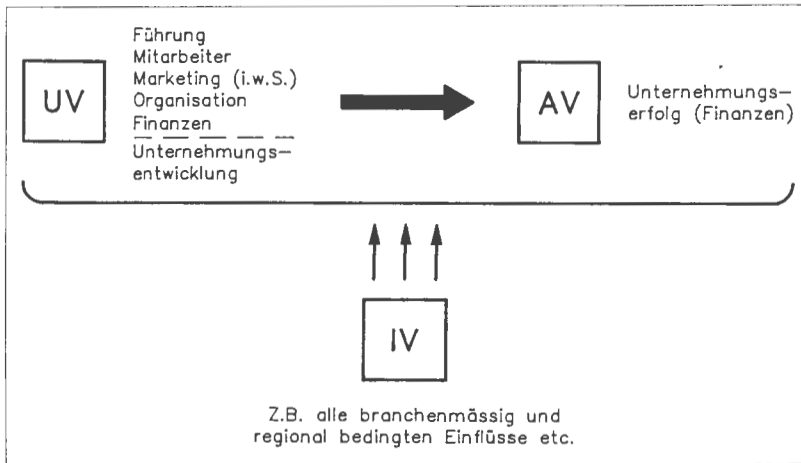 UV
Führung
Mitarbeiter
Marketing (i.w.S.)
Organisation
Finanzen
Unternehmungs-
entwicklung
AV
Unternehmungs-
erfolg (Finanzen)
IV
Z.B. alle branchenmässig und
regional bedingten Einflüsse etc.